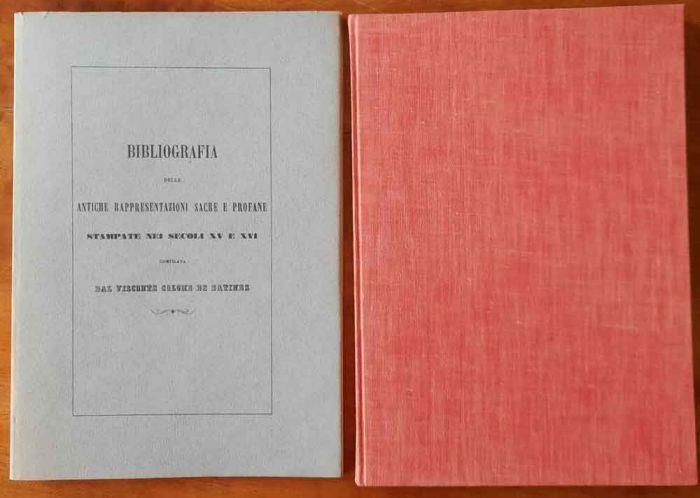 BIBLIOGRAFIA
DELLE
ANTICHE RAPPRESENTAZIONI SACRE E PROFANE
STAMPATE NEI SECOLI XV E XVI
COMPILATA
DAL VISCONTE COLOMB DE BATINES